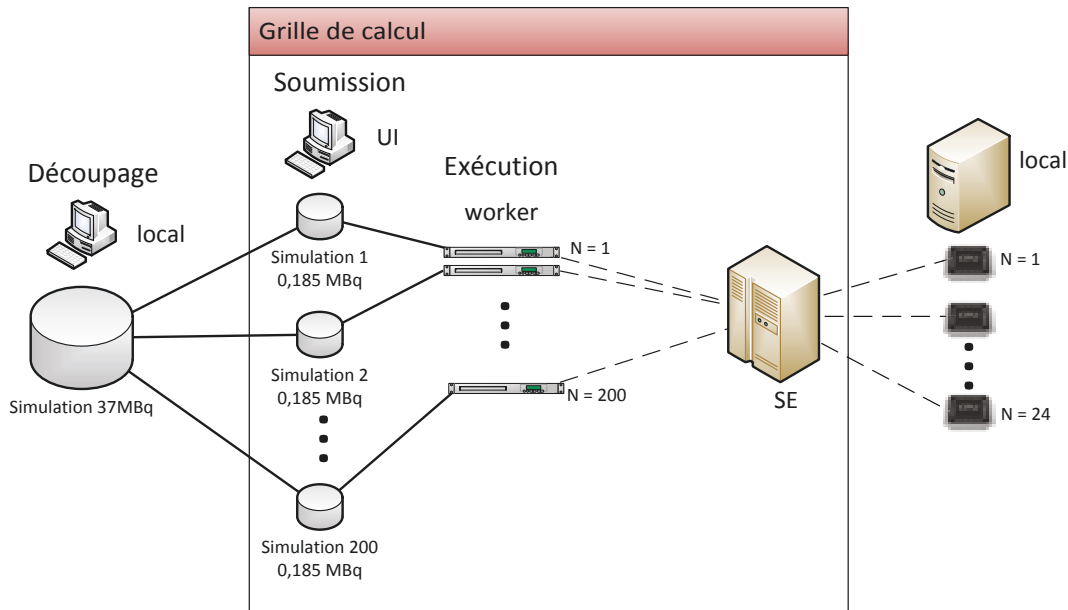 Grille de calcul
Soumission
UI
Découpage
local
Exécution
worker
local
Simulation 1
0,185 MBq
N = 1
N = 1
Simulation 2
0,185 MBq
Simulation 37MBq
N = 200
SE
N = 24
Simulation 200
0,185 MBq